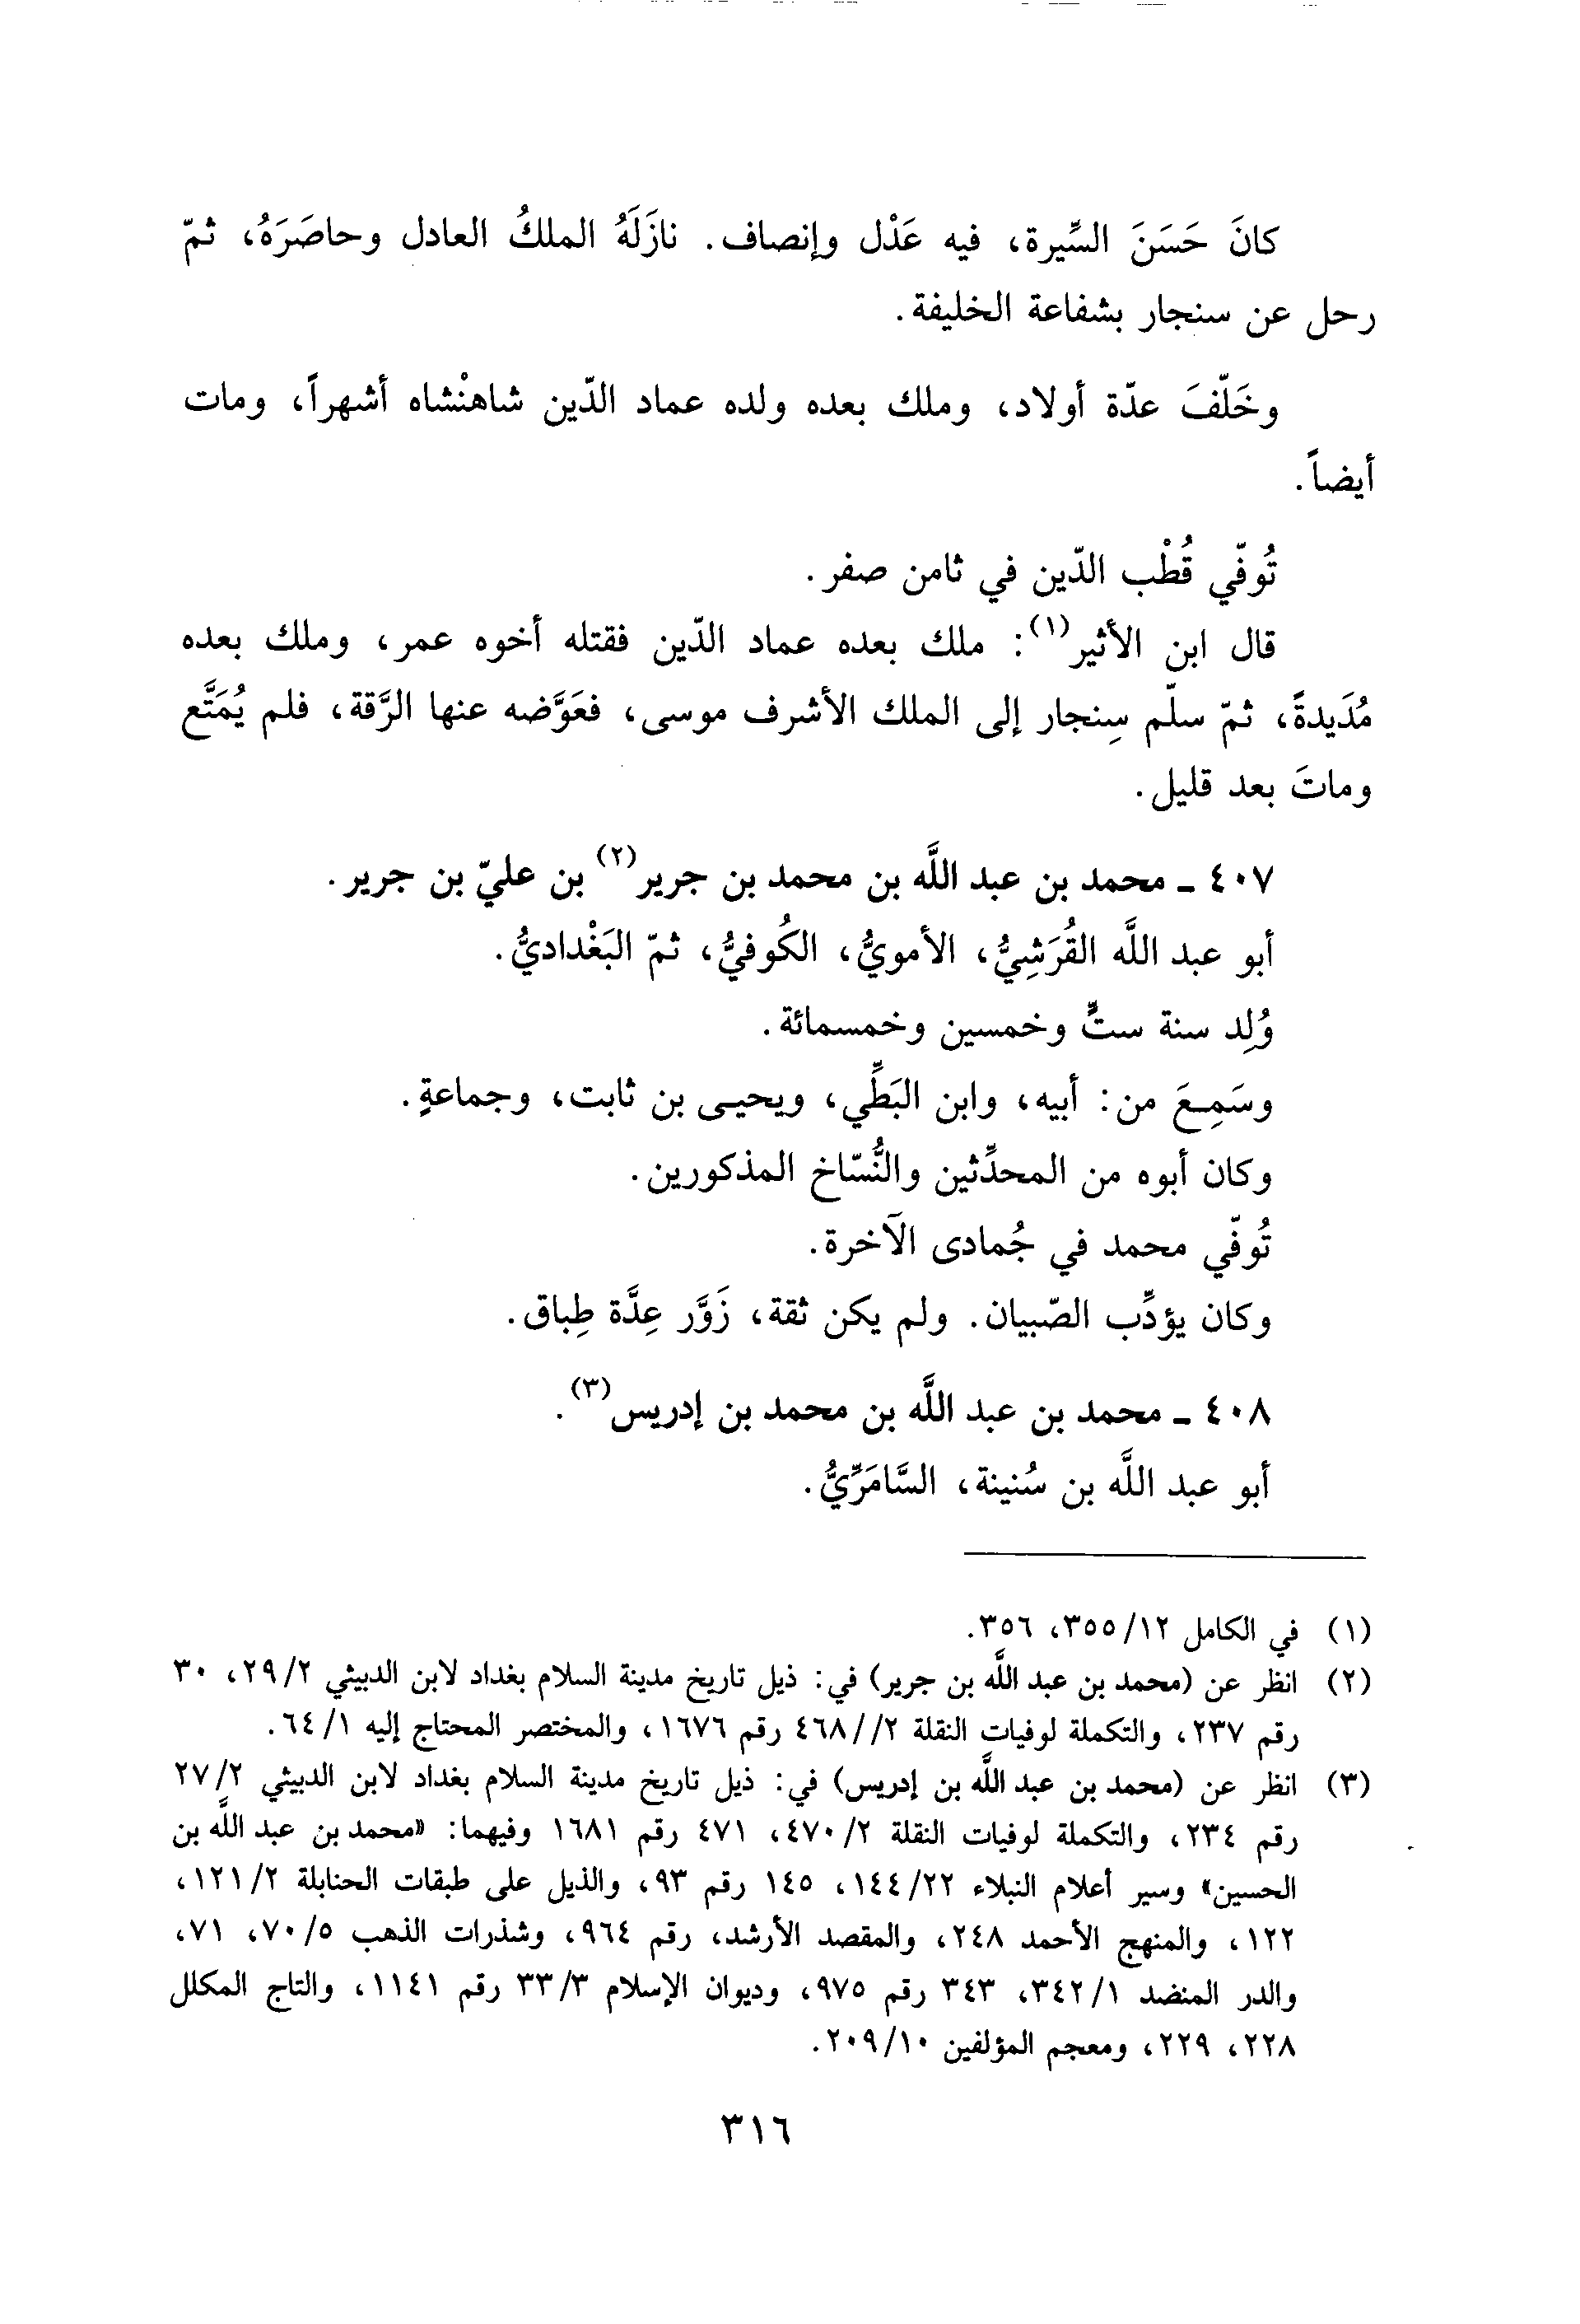 كانَ حَسَنَ السِّيرة، فيه عَدْل وإنصاف. نازَلَهُ الملكُ العادل وحاصَرَهُ، ثمّ
رحل عن سنجار بشفاعة الخليفة.
وخَلّفَ عدّة أولاد، وملك بعده ولده عماد الدّين شاهنْشاه أشهراً، ومات
أيضاً.
تُوفّي قُطْب الدّين في ثامن صفر.
قال ابن الأثير(١): ملك بعده عماد الدّين فقتله أخوه عمر، وملك بعده
مُدَيدةً، ثمّ سلّم سِنجار إلى الملك الأشرف موسى، فعَوَّضه عنها الرَّقة، فلم يُمَتَّع
وماتَ بعد قليل.
٤٠٧ ـ محمد بن عبد اللَّه بن محمد بن جرير(٢) بن عليّ بن جرير.
أبو عبد اللَّه القُرَشِيُّ، الأمويُّ، الكُوفيُّ، ثمّ البَغْداديُّ.
وُلِد سنة ستٍّ وخمسين وخمسمائة.
وسَمِعَ من: أبيه، وابن البَطِّي، ويحيى بن ثابت، وجماعةٍ.
وكان أبوه من المحدِّثين والنُّسّاخ المذكورين.
تُوفّي محمد في جُمادى الآخرة.
وكان يؤدِّب الصّبيان. ولم يكن ثقة، زَوَّر عِدَّة طِباق.
٤٠٨ ـ محمد بن عبد اللَّه بن محمد بن إدريس(٣).
أبو عبد اللَّه بن سُنينة، السَّامَرِّيُّ.
(١) في الكامل ١٢/٣٥٥، ٣٥٦.
(٢) انظر عن (محمد بن عبد اللَّه بن جرير) في: ذيل تاريخ مدينة السلام بغداد لابن الدبيثي ٢/٢٩، ٣٠
رقم ٢٣٧، والتكملة لوفيات النقلة ٢//٤٦٨ رقم ١٦٧٦، والمختصر المحتاج إليه ١/٦٤.
(٣) انظر عن (محمد بن عبد اللَّه بن إدريس) في: ذيل تاريخ مدينة السلام بغداد لابن الدبيثي ٢/٢٧
رقم ٢٣٤، والتكملة لوفيات النقلة ٢/٤٧٠، ٤٧١ رقم ١٦٨١ وفيهما: «محمد بن عبد اللَّه بن
الحسين» وسير أعلام النبلاء ٢٢/١٤٤، ١٤٥ رقم ٩٣، والذيل على طبقات الحنابلة ٢/١٢١،
١٢٢، والمنهج الأحمد ٢٤٨، والمقصد الأرشد، رقم ٩٦٤، وشذرات الذهب ٥/٧٠، ٧١،
والدر المنضد ١/٣٤٢، ٣٤٣ رقم ٩٧٥، وديوان الإسلام ٣/٣٣ رقم ١١٤١، والتاج المكلل
٢٢٨، ٢٢٩، ومعجم المؤلفين ١٠/٢٠٩.
٣١٦